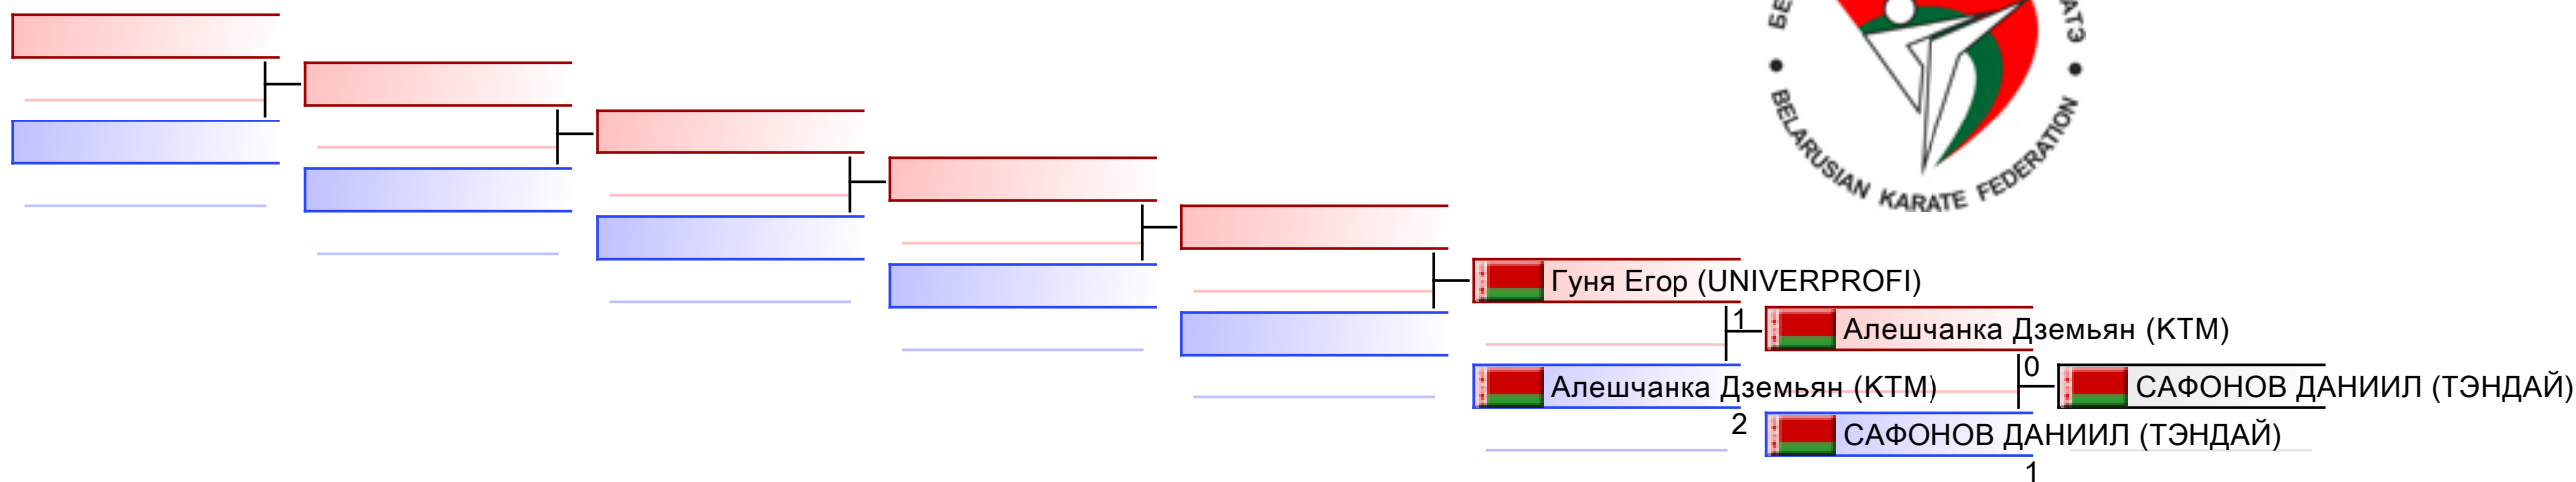 БЕ
АТЭ
BELARUSIAN KARATE FEDERATION
Гуня Егор (UNIVERPROFI)
1
Алешчанка Дземьян (КТМ)
0
Алешчанка Дземьян (КТМ)
САФОНОВ ДАНИИЛ (ТЭНДАЙ)
2
САФОНОВ ДАНИИЛ (ТЭНДАЙ)
1